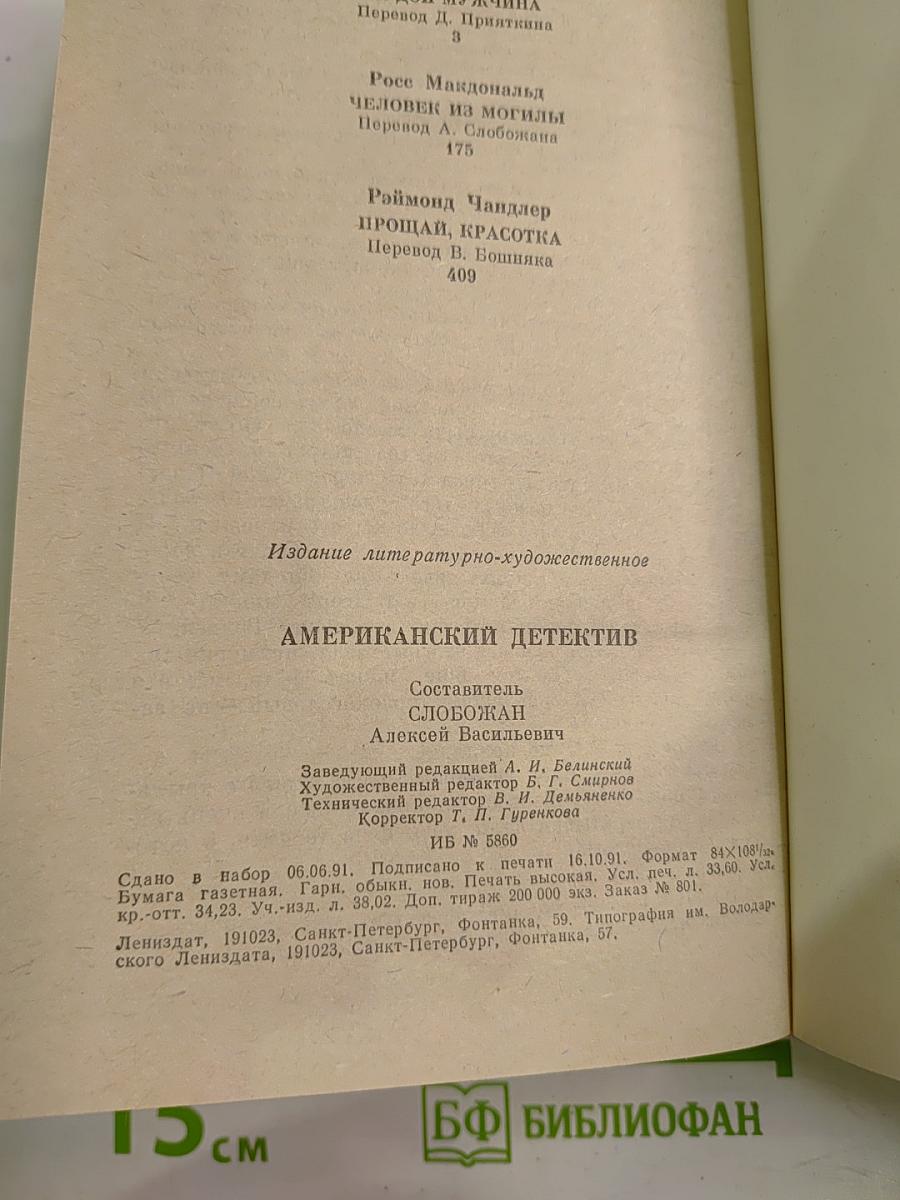 МУЖЧИНА
Перевод Д. Прияткина
3
Росс Макдональд
ЧЕЛОВЕК ИЗ МОГИЛЫ
Перевод А. Слобожана
175
Рэймонд Чандлер
ПРОЩАЙ, КРАСОТКА
Перевод В. Бошняка
409
Издание литературно-художественное
АМЕРИКАНСКИЙ ДЕТЕКТИВ
Составитель
СЛОБОЖАН
Алексей Васильевич
Заведующий редакцией А. И. Белинский
Художественный редактор Б. Г. Смирнов
Технический редактор В. И. Демьяненко
Корректор Т. П. Гуренкова
ИБ № 5860
Сдано в набор 06.06.91. Подписано к печати 16.10.91. Формат 84×108¹/₃₂.
Бумага газетная. Гарн. обыкн. нов. Печать высокая. Усл. печ. л. 33,60. Усл.
кр.-отт. 34,23. Уч.-изд. л. 38,02. Доп. тираж 200 000 экз. Заказ № 801.
Лениздат, 191023, Санкт-Петербург, Фонтанка, 59. Типография им. Володар-
ского Лениздата, 191023, Санкт-Петербург, Фонтанка, 57.
15 см
БФ БИБЛИОФАН